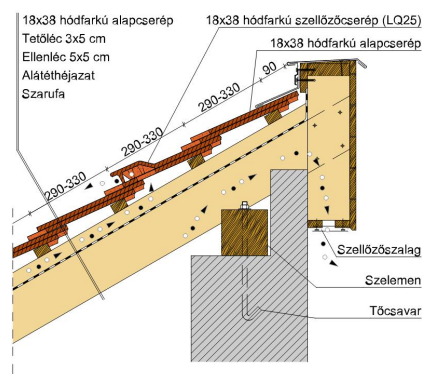 18x38 hódfarkú alapcserép
Tetőléc 3x5 cm
Ellenléc 5x5 cm
Alátéthéjazat
Szarufa
18x38 hódfarkú szellőzőcserép (LQ25)
18x38 hódfarkú alapcserép
90
290-330
290-330
290-330
290-330
Szellőzőszalag
Szelemen
Tőcsavar